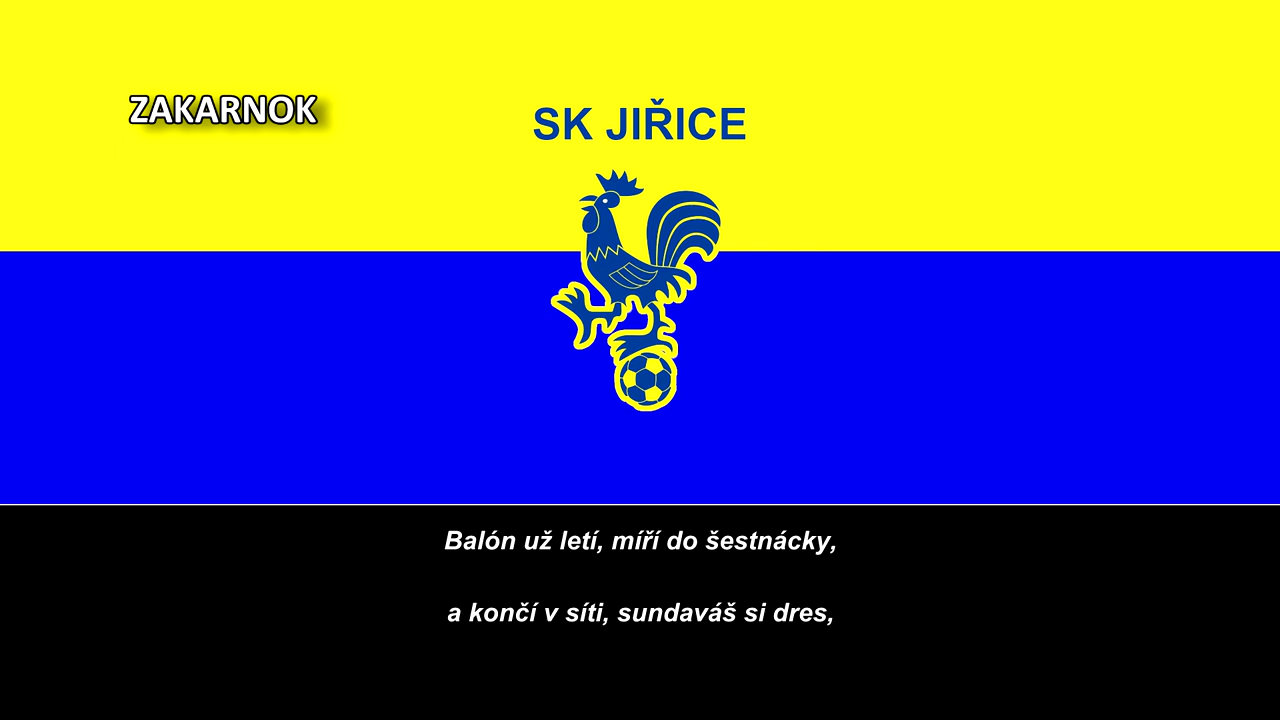 ZAKARNOK
SK JIŘICE
Balón už letí, míří do šestnácky,
a končí v síti, sundaváš si dres,